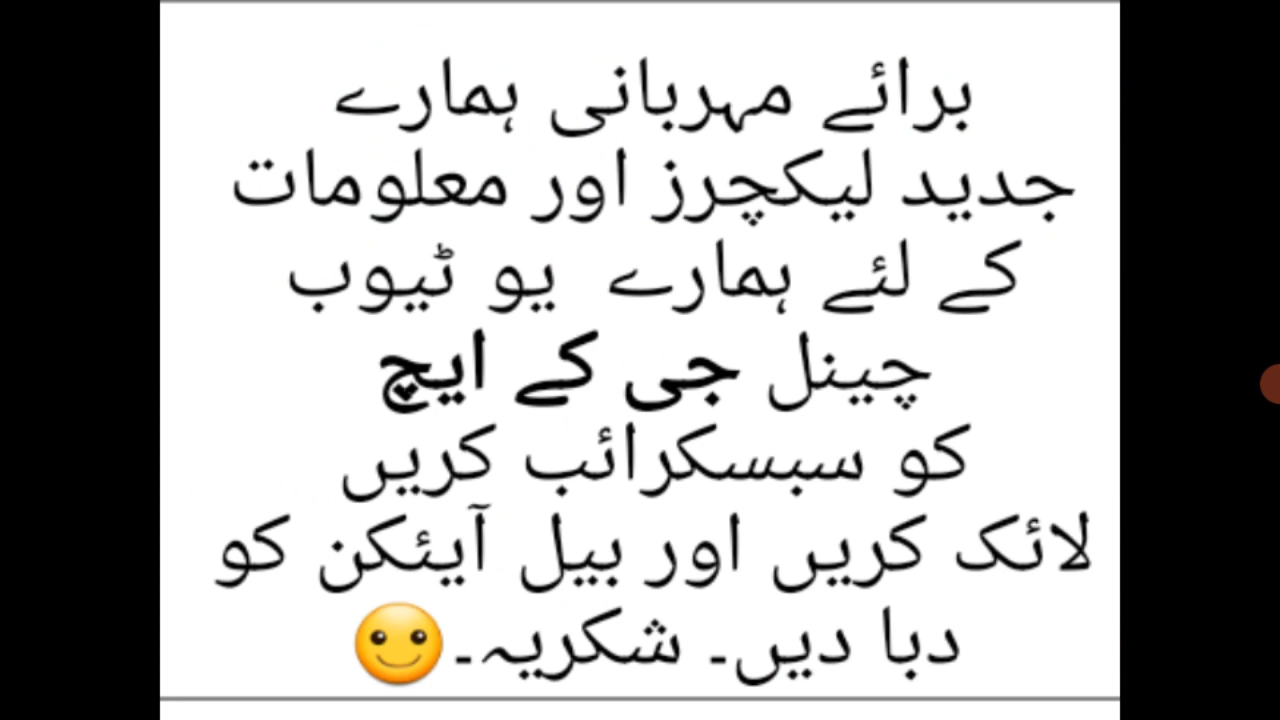 برائے مہربانی ہمارے
جدید لیکچرز اور معلومات
کے لئے ہمارے یو ٹیوب
چینل جی کے ایچ
کو سبسکرائب کریں
لائک کریں اور بیل آیئکن کو
دبا دیں۔ شکریہ۔🙂